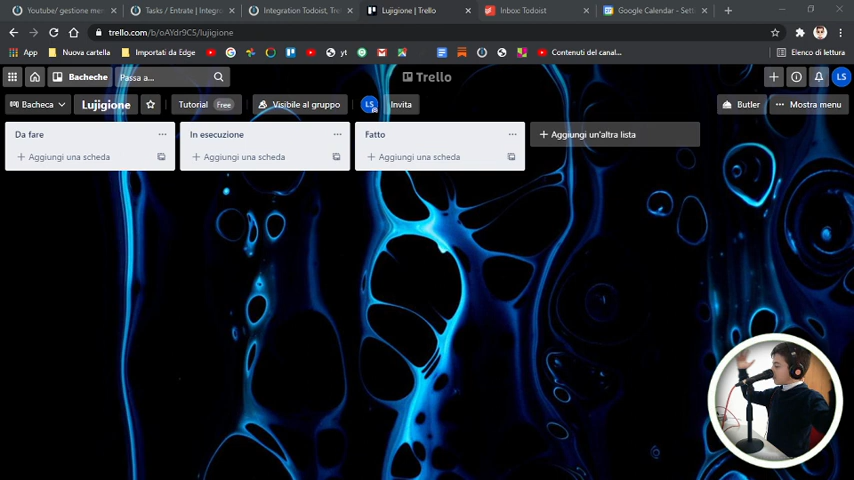 Youtube/ gestione me
Tasks / Entrate | Integr
Integration Todoist, Tre
Lujigione | Trello
Inbox: Todoist
Google Calendar - Sett
trello.com/b/oAYdr9CS/lujigione
App
Nuova cartella
Importati da Edge
yt
Contenuti del canal...
Elenco di lettura
Bacheche
Passa a...
Trello
LS
Bacheca
Lujigione
Tutorial Free
Visibile al gruppo
LS
Invita
Butler
Mostra menu
Da fare
In esecuzione
Fatto
+ Aggiungi un'altra lista
+ Aggiungi una scheda
+ Aggiungi una scheda
+ Aggiungi una scheda